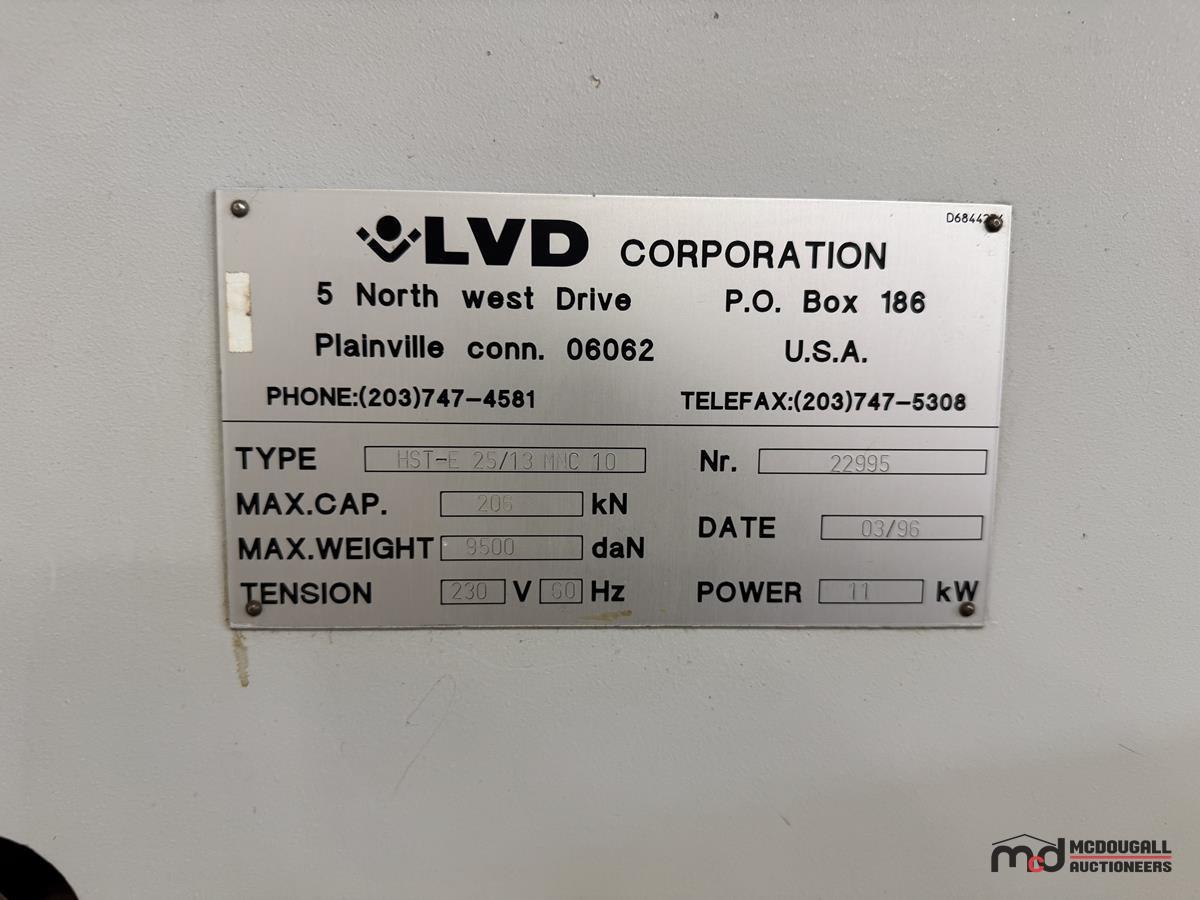 LVD CORPORATION
5 North west Drive P.O. Box 186
Plainville conn. 06062 U.S.A.
PHONE:(203)747-4581 TELEFAX:(203)747-5308
TYPE HST-E 25/13 MNC 10 Nr. 22995
MAX.CAP. 206 kN
DATE 03/96
MAX.WEIGHT 9500 daN
TENSION 230 V 60 Hz POWER 11 kW
mcd MCDOUGALL
AUCTIONEERS